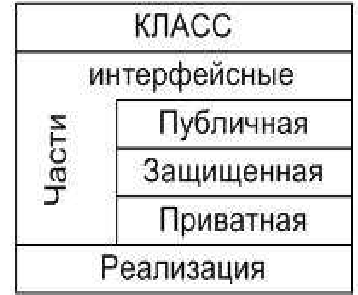 КЛАСС
интерфейсные
Части
Публичная
Защищенная
Приватная
Реализация